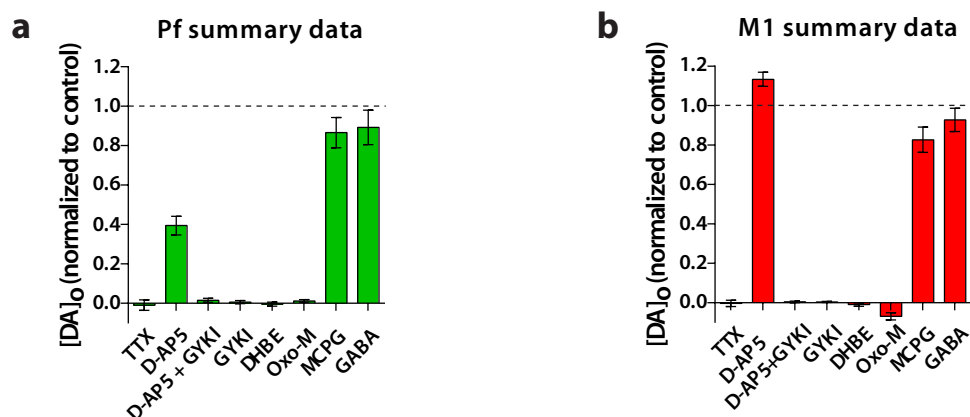 a
Pf summary data
[DA]o (normalized to control)
1.2
1.0
0.8
0.6
0.4
0.2
0.0
TTX
D-AP5
D-AP5 + GYKI
GYKI
DHBE
Oxo-M
MCPG
GABA
b
M1 summary data
[DA]o (normalized to control)
1.2
1.0
0.8
0.6
0.4
0.2
0.0
TTX
D-AP5
D-AP5+GYKI
GYKI
DHBE
Oxo-M
MCPG
GABA